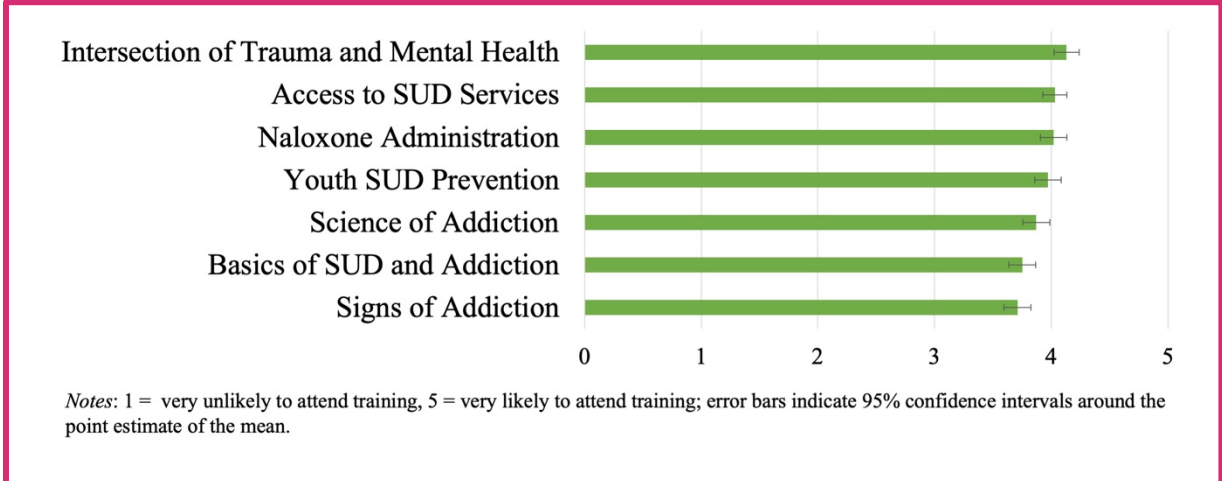 Intersection of Trauma and Mental Health
Access to SUD Services
Naloxone Administration
Youth SUD Prevention
Science of Addiction
Basics of SUD and Addiction
Signs of Addiction
0 1 2 3 4 5
Notes: 1 = very unlikely to attend training, 5 = very likely to attend training; error bars indicate 95% confidence intervals around the
point estimate of the mean.